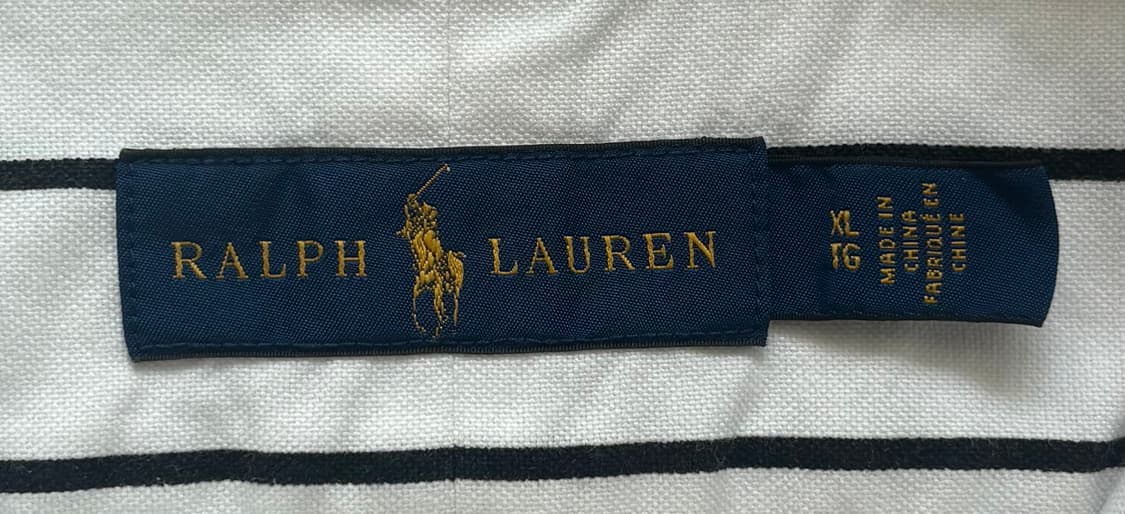 RALPH LAUREN
XL
TG
MADE IN
CHINA
FABRIQUÉ EN
CHINE